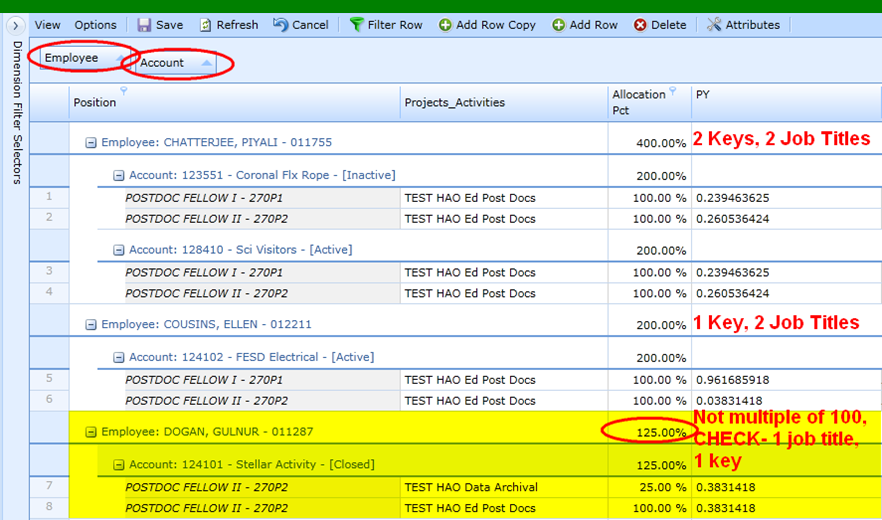 View Options Save Refresh Cancel Filter Row Add Row Copy Add Row Delete Attributes
Dimension Filter Selectors
Employee Account
Position Projects_Activities Allocation Pct PY
Employee: CHATTERJEE, PIYALI - 011755 400.00% 2 Keys, 2 Job Titles
Account: 123551 - Coronal Flx Rope - [Inactive] 200.00%
1 POSTDOC FELLOW I - 270P1 TEST HAO Ed Post Docs 100.00 % 0.239463625
2 POSTDOC FELLOW II - 270P2 TEST HAO Ed Post Docs 100.00 % 0.260536424
Account: 128410 - Sci Visitors - [Active] 200.00%
3 POSTDOC FELLOW I - 270P1 TEST HAO Ed Post Docs 100.00 % 0.239463625
4 POSTDOC FELLOW II - 270P2 TEST HAO Ed Post Docs 100.00 % 0.260536424
Employee: COUSINS, ELLEN - 012211 200.00% 1 Key, 2 Job Titles
Account: 124102 - FESD Electrical - [Active] 200.00%
5 POSTDOC FELLOW I - 270P1 TEST HAO Ed Post Docs 100.00 % 0.961685918
6 POSTDOC FELLOW II - 270P2 TEST HAO Ed Post Docs 100.00 % 0.03831418
Employee: DOGAN, GULNUR - 011287 125.00%
Not multiple of 100,
CHECK- 1 job title,
1 key
Account: 124101 - Stellar Activity - [Closed] 125.00%
7 POSTDOC FELLOW II - 270P2 TEST HAO Data Archival 25.00 % 0.3831418
8 POSTDOC FELLOW II - 270P2 TEST HAO Ed Post Docs 100.00 % 0.3831418